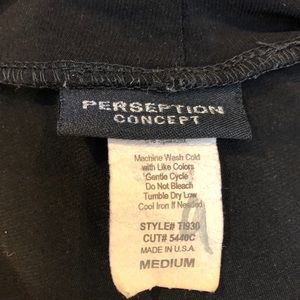 PERSEPTION
CONCEPT
Machine Wash Cold
with Like Colors
Gentle Cycle
Do Not Bleach
Tumble Dry Low
Cool Iron If Needed
STYLE# TI930
CUT# 5440C
MADE IN U.S.A
MEDIUM